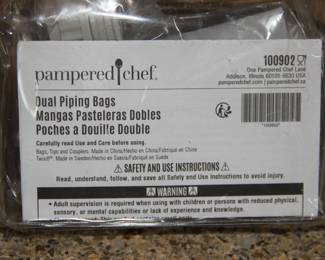 100902
pampered chef.
One Pampered Chef Lane
Addison, Illinois 60101-5630 USA
pamperedchef.com | pamperedchef.ca
Dual Piping Bags
Mangas Pasteleras Dobles
Poches à Douille Double
Carefully read Use and Care before using.
Bags, Tips and Couplers: Made in China/Hecho en China/Fabriqué en Chine
Twixit!® Made in Sweden/Hecho en Suecia/Fabriqué en Suède
*100902*
⚠ SAFETY AND USE INSTRUCTIONS ⚠
Read, understand, follow, and save all Safety and Use Instructions to avoid injury.
⚠ WARNING ⚠
• Adult supervision is required when using with children or persons with reduced physical,
sensory, or mental capabilities or lack of experience and knowledge.